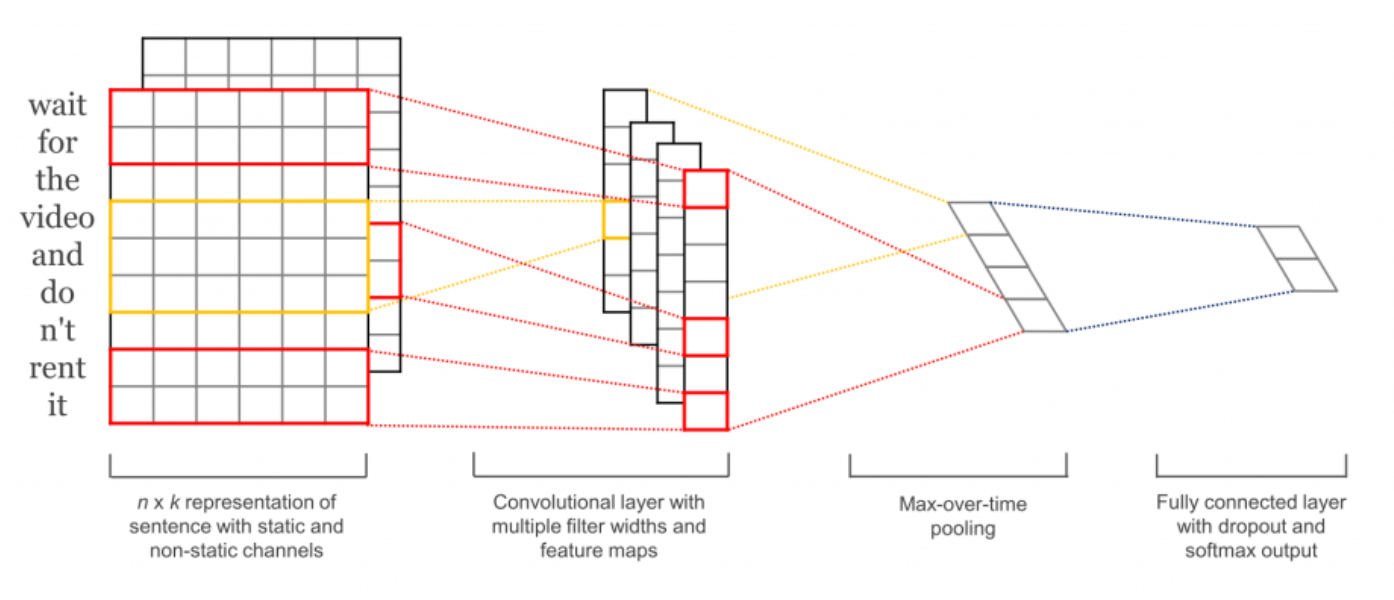 wait
for
the
video
and
do
n't
rent
it
n x k representation of
sentence with static and
non-static channels
Convolutional layer with
multiple filter widths and
feature maps
Max-over-time
pooling
Fully connected layer
with dropout and
softmax output